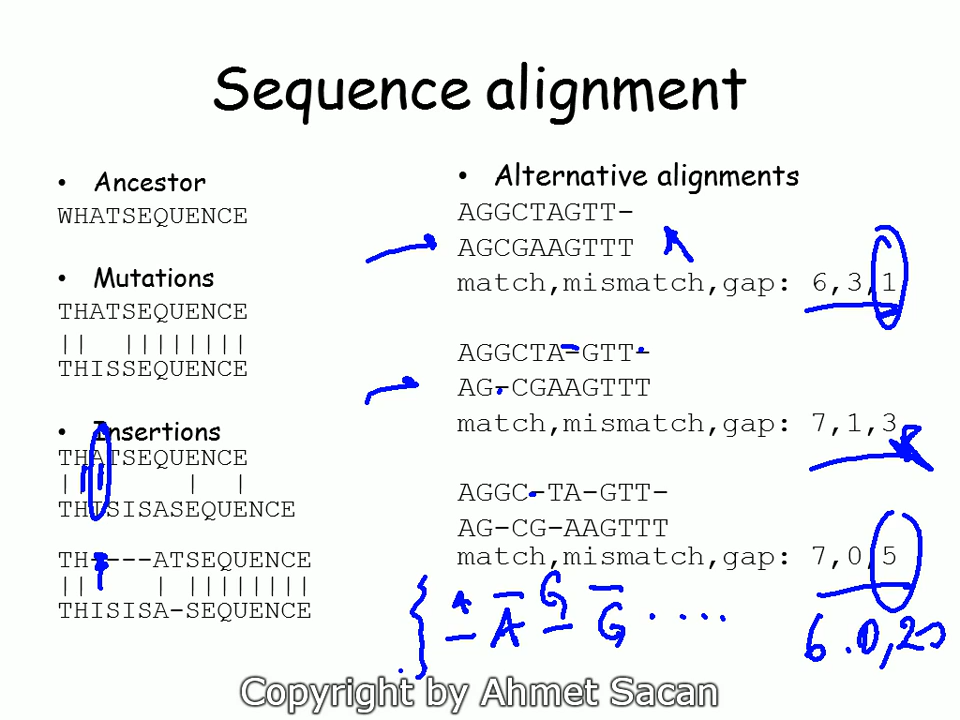 Sequence alignment
• Ancestor
WHATSEQUENCE
• Mutations
THATSEQUENCE
|| ||||||||
THISSEQUENCE
• Insertions
THATSEQUENCE
|| | |
THISISASEQUENCE
TH----ATSEQUENCE
|| | ||||||||
THISISA-SEQUENCE
• Alternative alignments
AGGCTAGTT-
AGCGAAGTTT
match,mismatch,gap: 6,3,1
AGGCTA-GTT-
AG-CGAAGTTT
match,mismatch,gap: 7,1,3
AGGC-TA-GTT-
AG-CG-AAGTTT
match,mismatch,gap: 7,0,5
A - G - ....
- A - G
Copyright by Ahmet Sacan